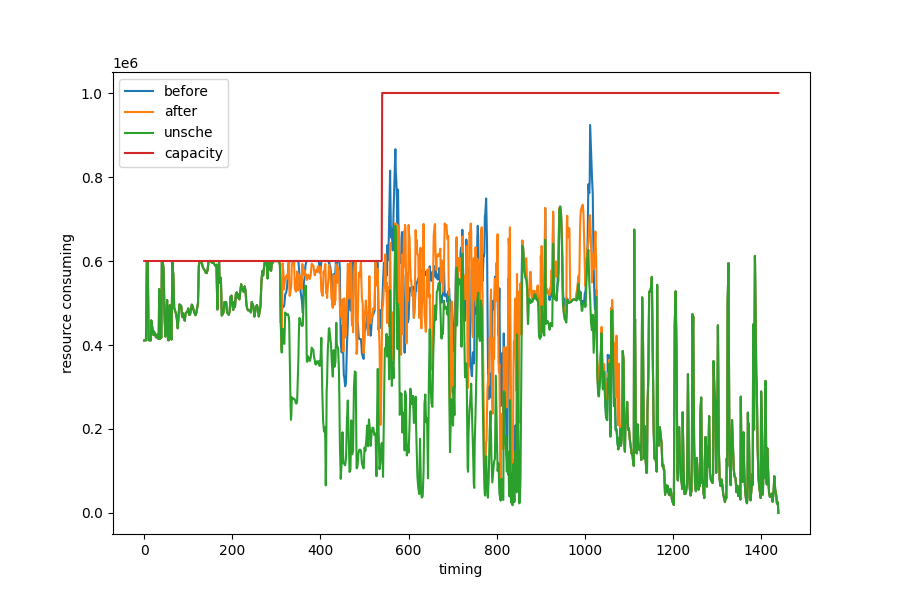 1e6
before
after
unsche
capacity
1.0
0.8
0.6
0.4
0.2
0.0
resource consuming
0 200 400 600 800 1000 1200 1400
timing